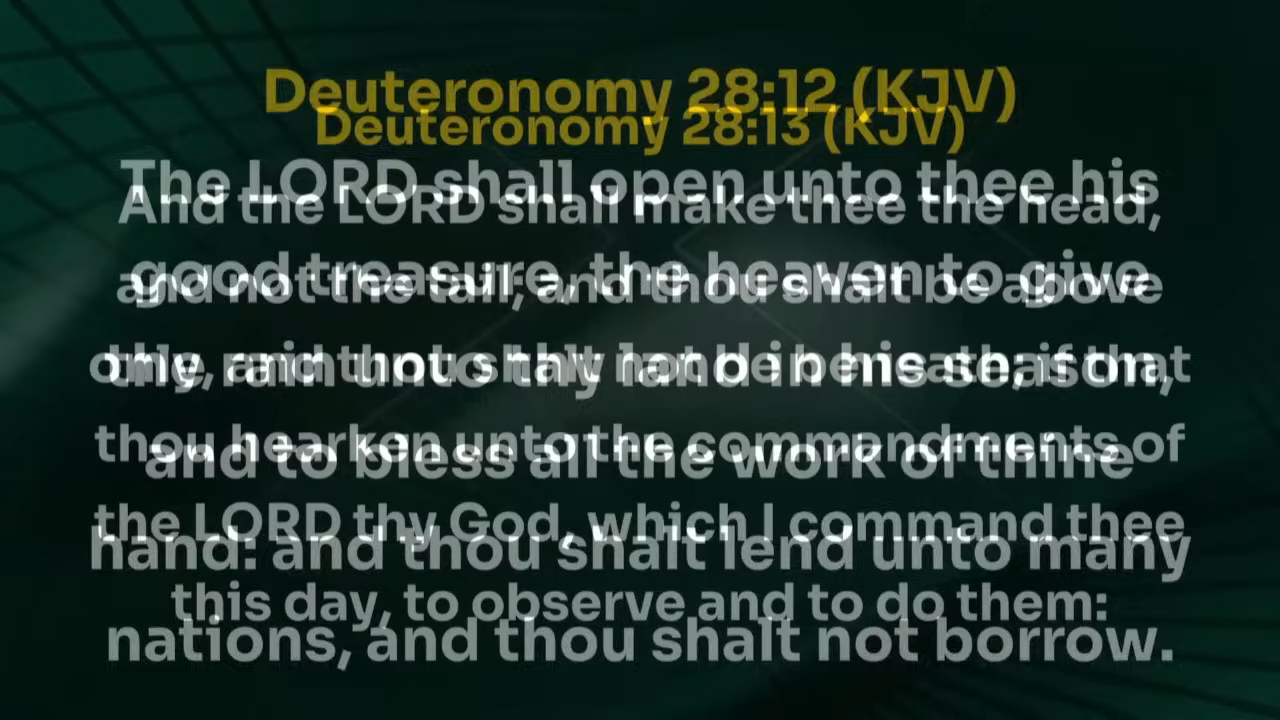 Deuteronomy 28:12 (KJV)
The LORD shall open unto thee his
good treasure, the heaven to give
thy rain unto thy land in his season,
and to bless all the work of thine
hand: and thou shalt lend unto many
nations, and thou shalt not borrow.
Deuteronomy 28:13 (KJV)
And the LORD shall make thee the head,
and not the tail; and thou shalt be above
only, and thou shalt not be beneath; if that
thou hearken unto the commandments of
the LORD thy God, which I command thee
this day, to observe and to do them: